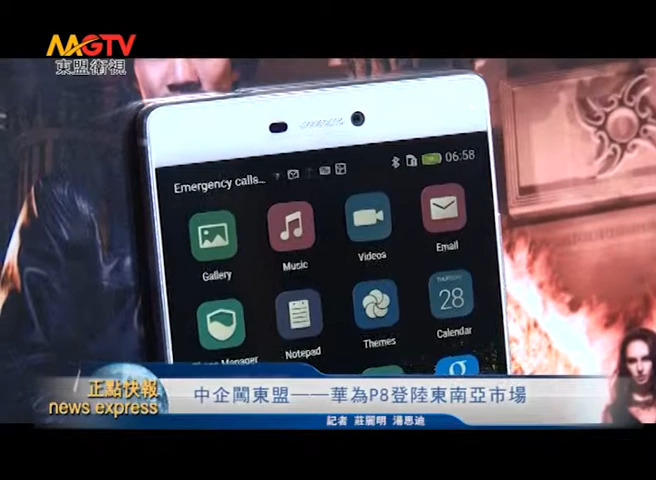 NAGTV
東盟衛視
Emergency calls...
06:58
Gallery
Music
Videos
Email
Notepad
Themes
28
Calendar
正點快報
news express
中企闖東盟——華為P8登陸東南亞市場
記者 莊麗明 湯思迪